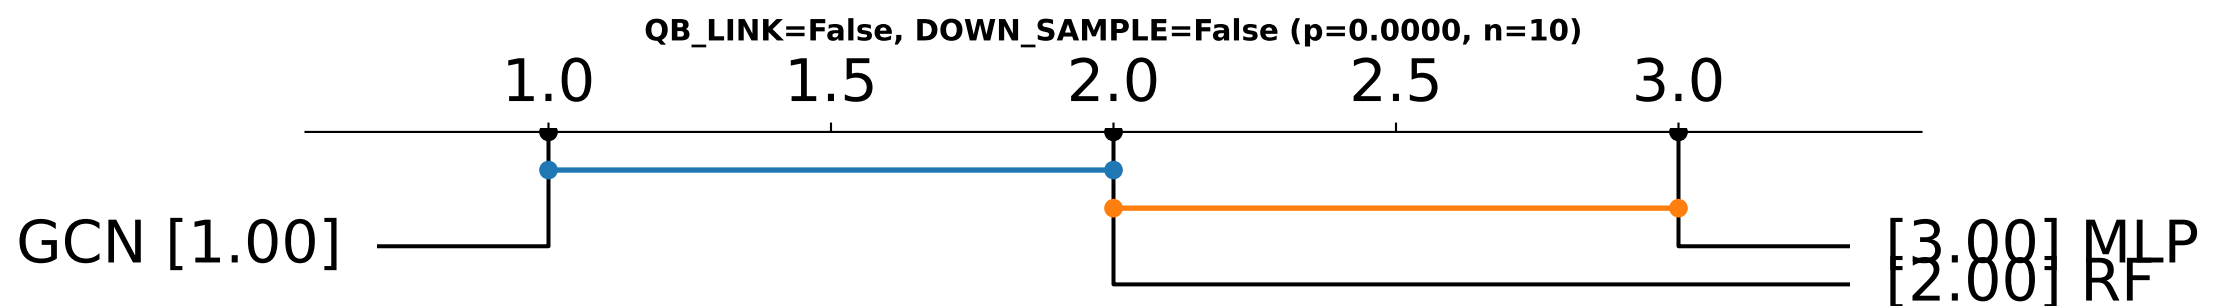 QB_LINK=False, DOWN_SAMPLE=False (p=0.0000, n=10)
1.0 1.5 2.0 2.5 3.0
GCN [1.00]
[3.00] MLP
[2.00] RF